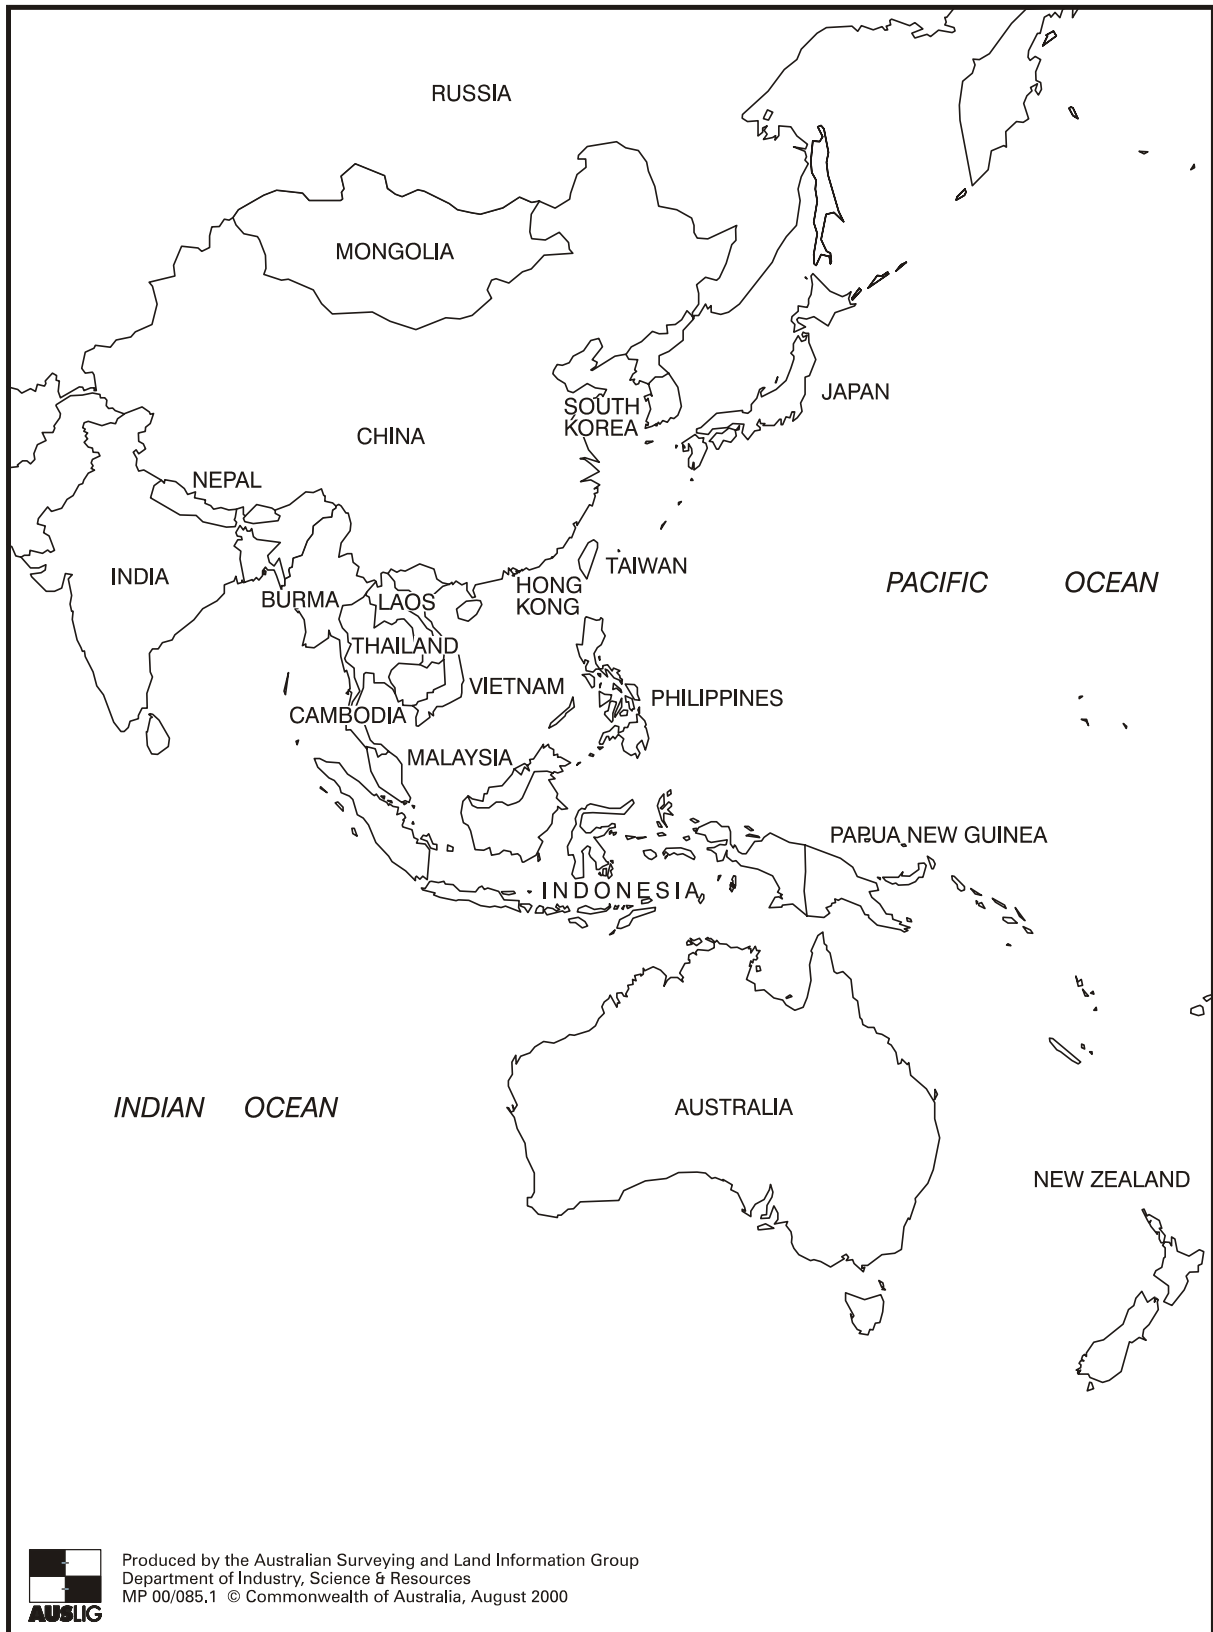 RUSSIA
MONGOLIA
JAPAN
SOUTH
KOREA
CHINA
NEPAL
TAIWAN
INDIA
HONG
KONG
PACIFIC OCEAN
BURMA
LAOS
THAILAND
VIETNAM
PHILIPPINES
CAMBODIA
MALAYSIA
PAPUA NEW GUINEA
INDONESIA
INDIAN OCEAN
AUSTRALIA
NEW ZEALAND
Produced by the Australian Surveying and Land Information Group
Department of Industry, Science & Resources
MP 00/085.1 © Commonwealth of Australia, August 2000
AUSLIG